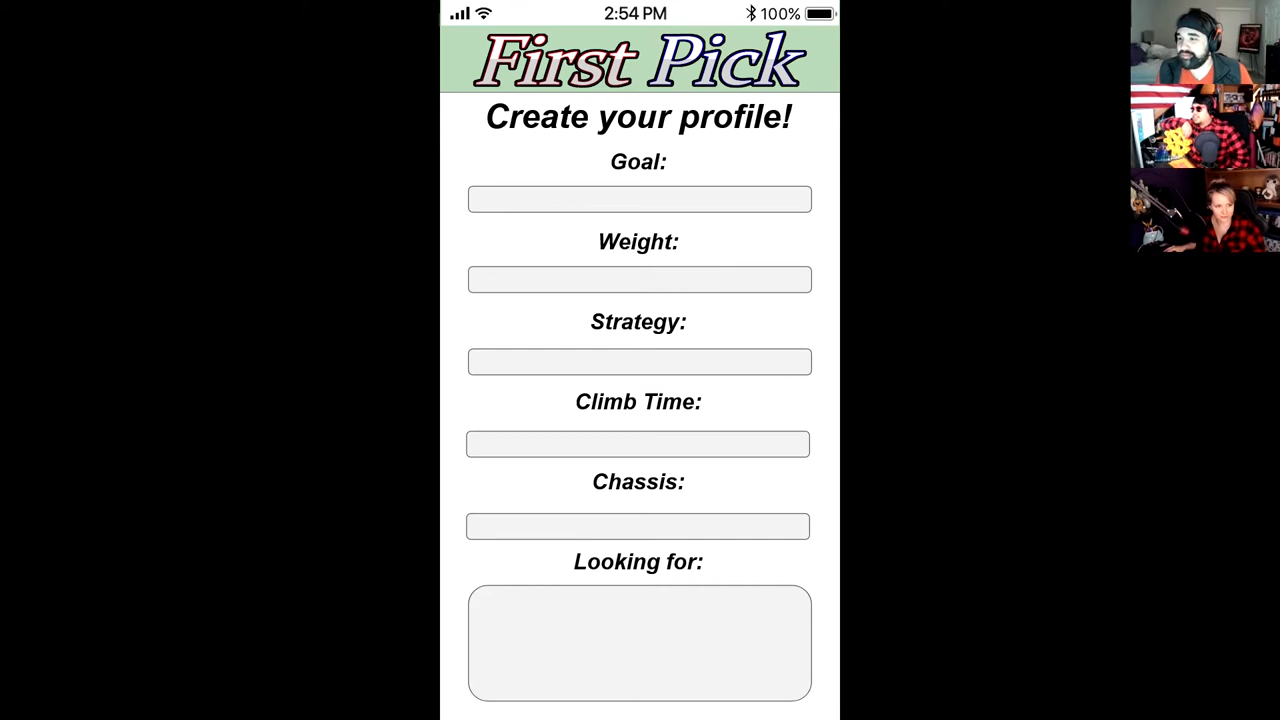 2:54 PM
100%
First Pick
Create your profile!
Goal:
Weight:
Strategy:
Climb Time:
Chassis:
Looking for: